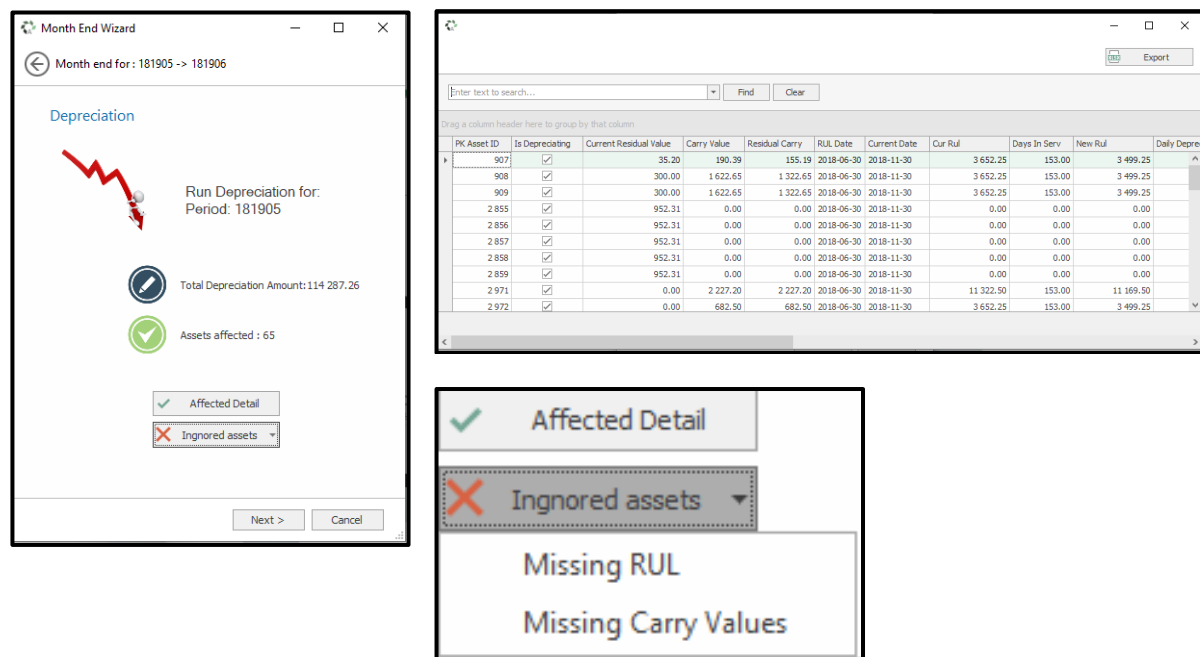 Month End Wizard
Month end for : 181905 -> 181906
Depreciation
Run Depreciation for:
Period: 181905
Total Depreciation Amount:114 287.26
Assets affected : 65
Affected Detail
Ingnored assets
Next > Cancel
Export
Enter text to search... Find Clear
Drag a column header here to group by that column
PK Asset ID Is Depreciating Current Residual Value Carry Value Residual Carry RUL Date Current Date Cur Rul Days In Serv New Rul Daily Depre
907 35.20 190.39 155.19 2018-06-30 2018-11-30 3 652.25 153.00 3 499.25
908 300.00 1 622.65 1 322.65 2018-06-30 2018-11-30 3 652.25 153.00 3 499.25
909 300.00 1 622.65 1 322.65 2018-06-30 2018-11-30 3 652.25 153.00 3 499.25
2 855 952.31 0.00 0.00 2018-06-30 2018-11-30 0.00 0.00 0.00
2 856 952.31 0.00 0.00 2018-06-30 2018-11-30 0.00 0.00 0.00
2 857 952.31 0.00 0.00 2018-06-30 2018-11-30 0.00 0.00 0.00
2 858 952.31 0.00 0.00 2018-06-30 2018-11-30 0.00 0.00 0.00
2 859 952.31 0.00 0.00 2018-06-30 2018-11-30 0.00 0.00 0.00
2 971 0.00 2 227.20 2 227.20 2018-06-30 2018-11-30 11 322.50 153.00 11 169.50
2 972 0.00 682.50 682.50 2018-06-30 2018-11-30 3 652.25 153.00 3 499.25
Affected Detail
Ingnored assets
Missing RUL
Missing Carry Values